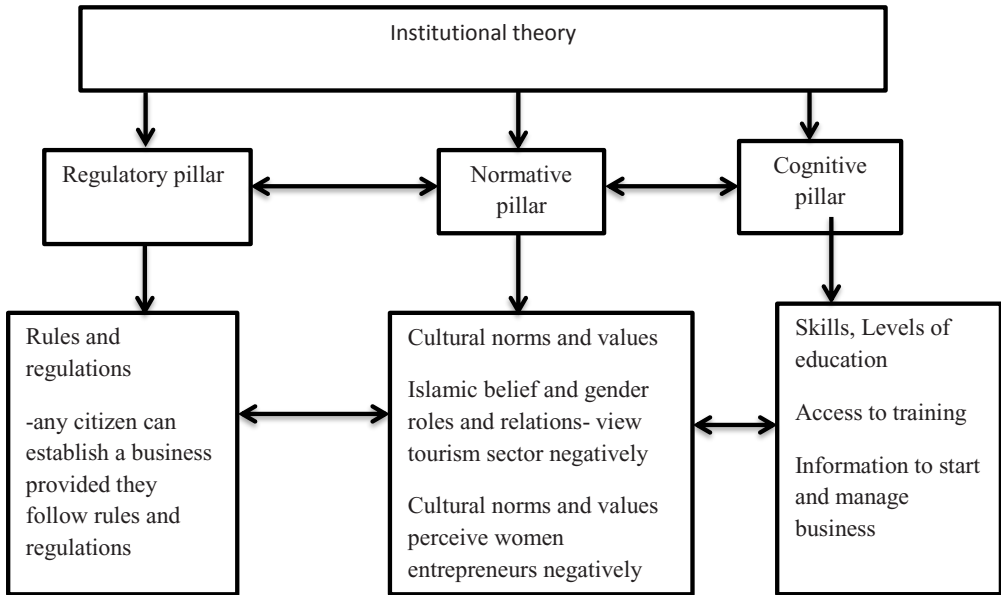 Institutional theory
Regulatory pillar
Normative
pillar
Cognitive
pillar
Rules and
regulations
-any citizen can
establish a business
provided they
follow rules and
regulations
Cultural norms and values
Islamic belief and gender
roles and relations- view
tourism sector negatively
Cultural norms and values
perceive women
entrepreneurs negatively
Skills, Levels of
education
Access to training
Information to start
and manage
business